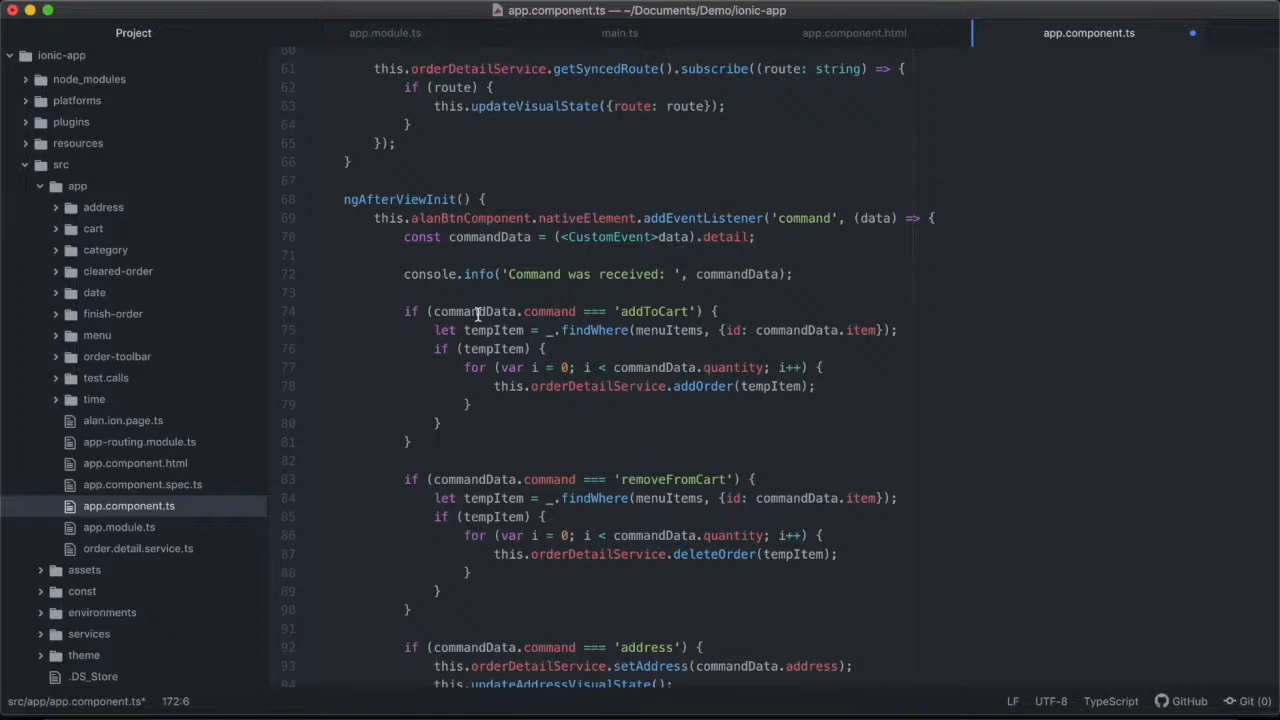 app.component.ts — ~/Documents/Demo/ionic-app
Project
app.module.ts
main.ts
app.component.html
app.component.ts
ionic-app
node_modules
platforms
plugins
resources
src
app
address
cart
category
cleared-order
date
finish-order
menu
order-toolbar
test.calls
time
alan.ion.page.ts
app-routing.module.ts
app.component.html
app.component.spec.ts
app.component.ts
app.module.ts
order.detail.service.ts
assets
const
environments
services
theme
.DS_Store
60
61 this.orderDetailService.getSyncedRoute().subscribe((route: string) => {
62 if (route) {
63 this.updateVisualState({route: route});
64 }
65 });
66 }
67
68 ngAfterViewInit() {
69 this.alanBtnComponent.nativeElement.addEventListener('command', (data) => {
70 const commandData = (<CustomEvent>data).detail;
71
72 console.info('Command was received: ', commandData);
73
74 if (commandData.command === 'addToCart') {
75 let tempItem = _.findWhere(menuItems, {id: commandData.item});
76 if (tempItem) {
77 for (var i = 0; i < commandData.quantity; i++) {
78 this.orderDetailService.addOrder(tempItem);
79 }
80 }
81 }
82
83 if (commandData.command === 'removeFromCart') {
84 let tempItem = _.findWhere(menuItems, {id: commandData.item});
85 if (tempItem) {
86 for (var i = 0; i < commandData.quantity; i++) {
87 this.orderDetailService.deleteOrder(tempItem);
88 }
89 }
90 }
91
92 if (commandData.command === 'address') {
93 this.orderDetailService.setAddress(commandData.address);
94 this.updateAddressVisualState();
src/app/app.component.ts* 172:6
LF UTF-8 TypeScript GitHub Git (0)